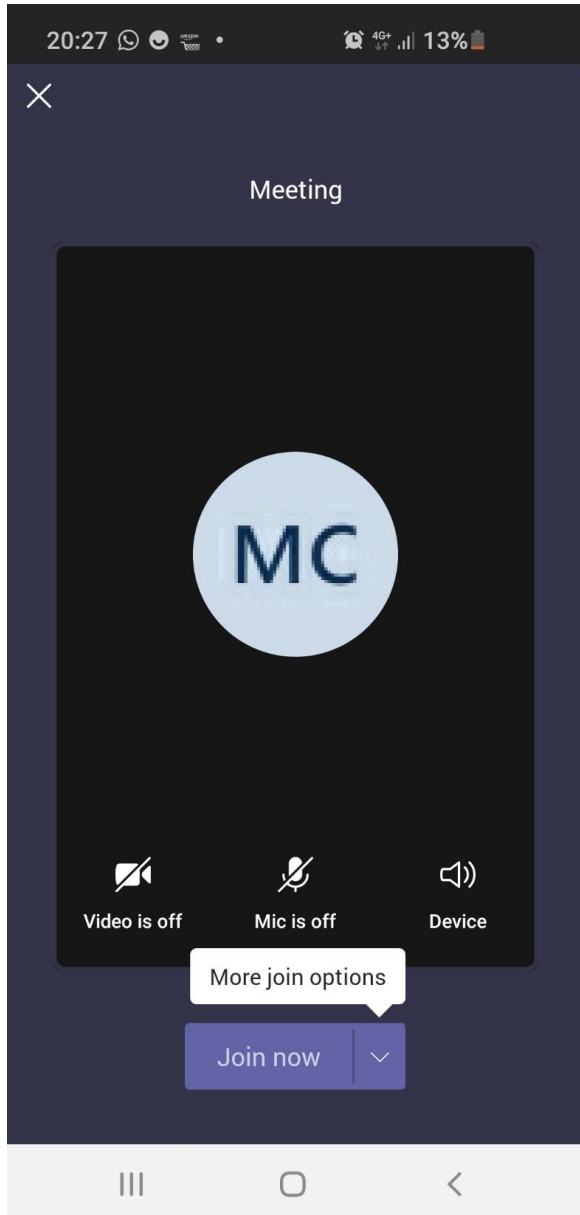 20:27 4G+ 13%
Meeting
MC
Video is off Mic is off Device
More join options
Join now